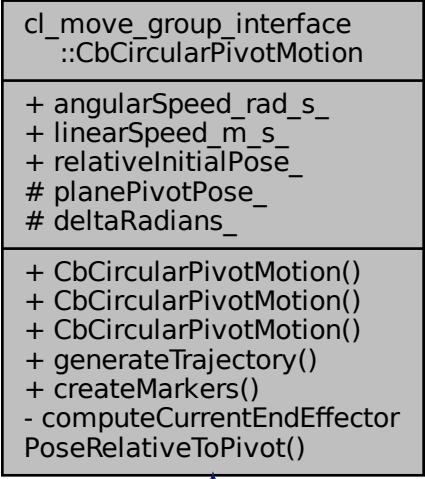 cl_move_group_interface
::CbCircularPivotMotion
+ angularSpeed_rad_s_
+ linearSpeed_m_s_
+ relativeInitialPose_
# planePivotPose_
# deltaRadians_
+ CbCircularPivotMotion()
+ CbCircularPivotMotion()
+ CbCircularPivotMotion()
+ generateTrajectory()
+ createMarkers()
- computeCurrentEndEffector
PoseRelativeToPivot()